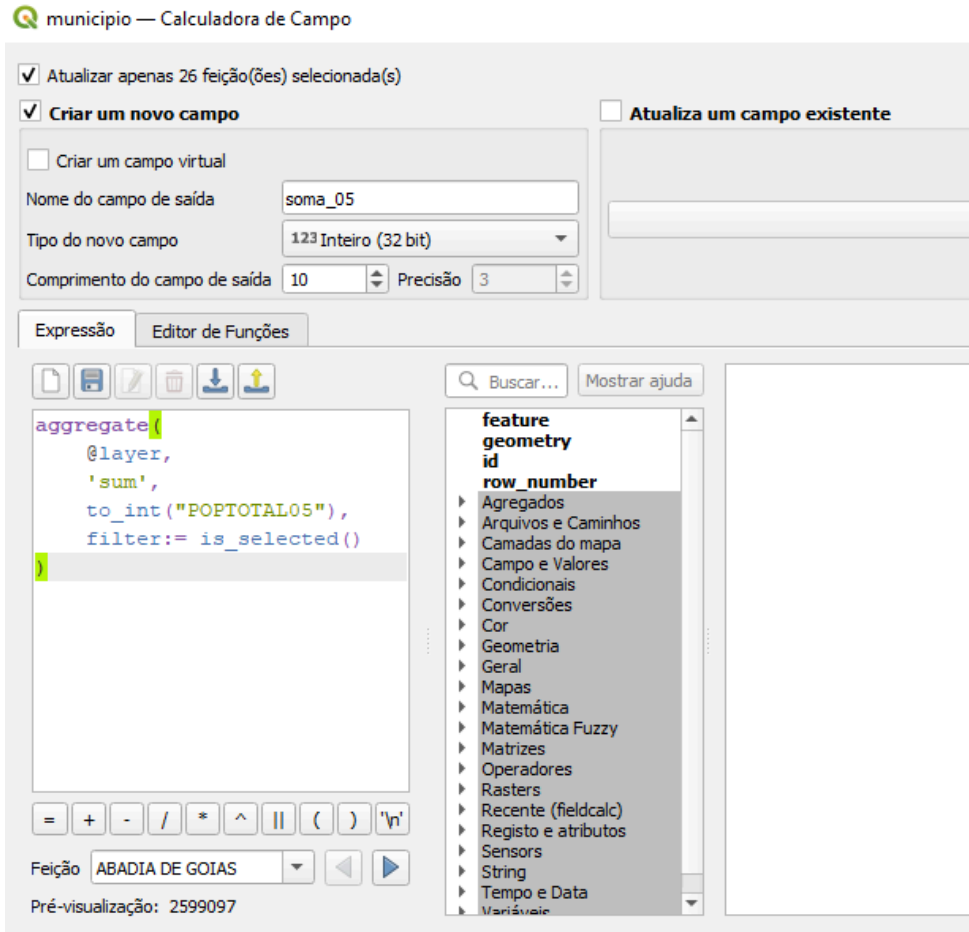 municipio — Calculadora de Campo
Atualizar apenas 26 feição(ões) selecionada(s)
Criar um novo campo
Atualiza um campo existente
Criar um campo virtual
Nome do campo de saída soma_05
Tipo do novo campo 123 Inteiro (32 bit)
Comprimento do campo de saída 10 Precisão 3
Expressão Editor de Funções
Buscar... Mostrar ajuda
aggregate(
@layer,
'sum',
to_int("POPTOTAL05"),
filter:= is_selected()
)
feature
geometry
id
row_number
Agregados
Arquivos e Caminhos
Camadas do mapa
Campo e Valores
Condicionais
Conversões
Cor
Geometria
Geral
Mapas
Matemática
Matemática Fuzzy
Matrizes
Operadores
Rasters
Recente (fieldcalc)
Registo e atributos
Sensors
String
Tempo e Data
Variáveis
= + - / * ^ || ( ) '\n'
Feição ABADIA DE GOIAS
Pré-visualização: 2599097